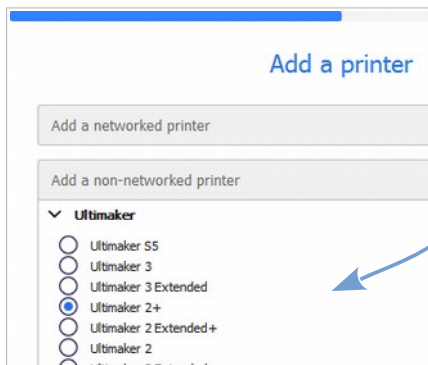 Add a printer
Add a networked printer
Add a non-networked printer
Ultimaker
Ultimaker S5
Ultimaker 3
Ultimaker 3 Extended
Ultimaker 2+
Ultimaker 2 Extended+
Ultimaker 2